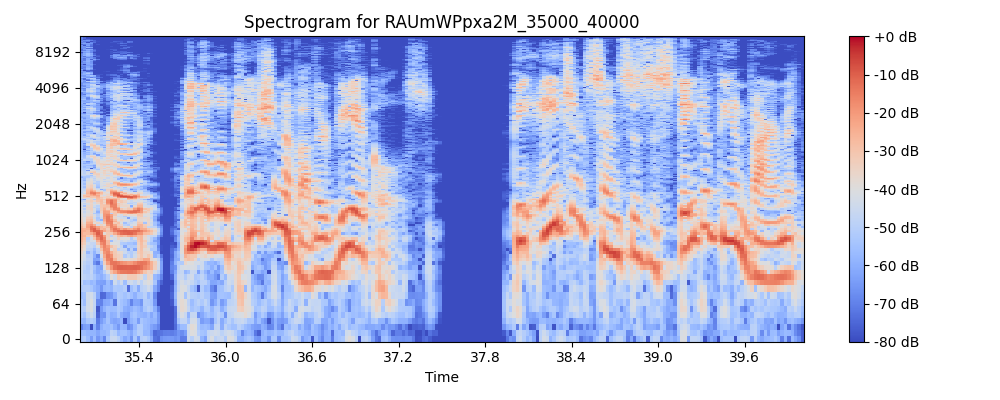 Spectrogram for RAUmWPpxa2M_35000_40000
8192
4096
2048
1024
512
256
128
64
0
Hz
35.4 36.0 36.6 37.2 37.8 38.4 39.0 39.6
Time
+0 dB
-10 dB
-20 dB
-30 dB
-40 dB
-50 dB
-60 dB
-70 dB
-80 dB